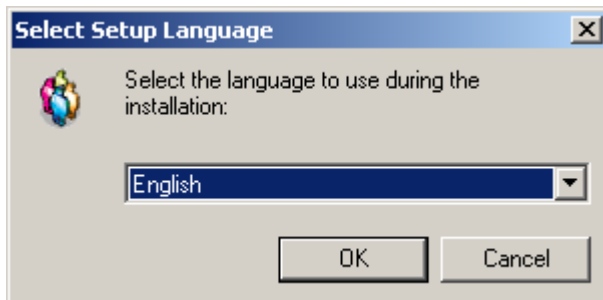 Select Setup Language
Select the language to use during the
installation:
English
OK
Cancel